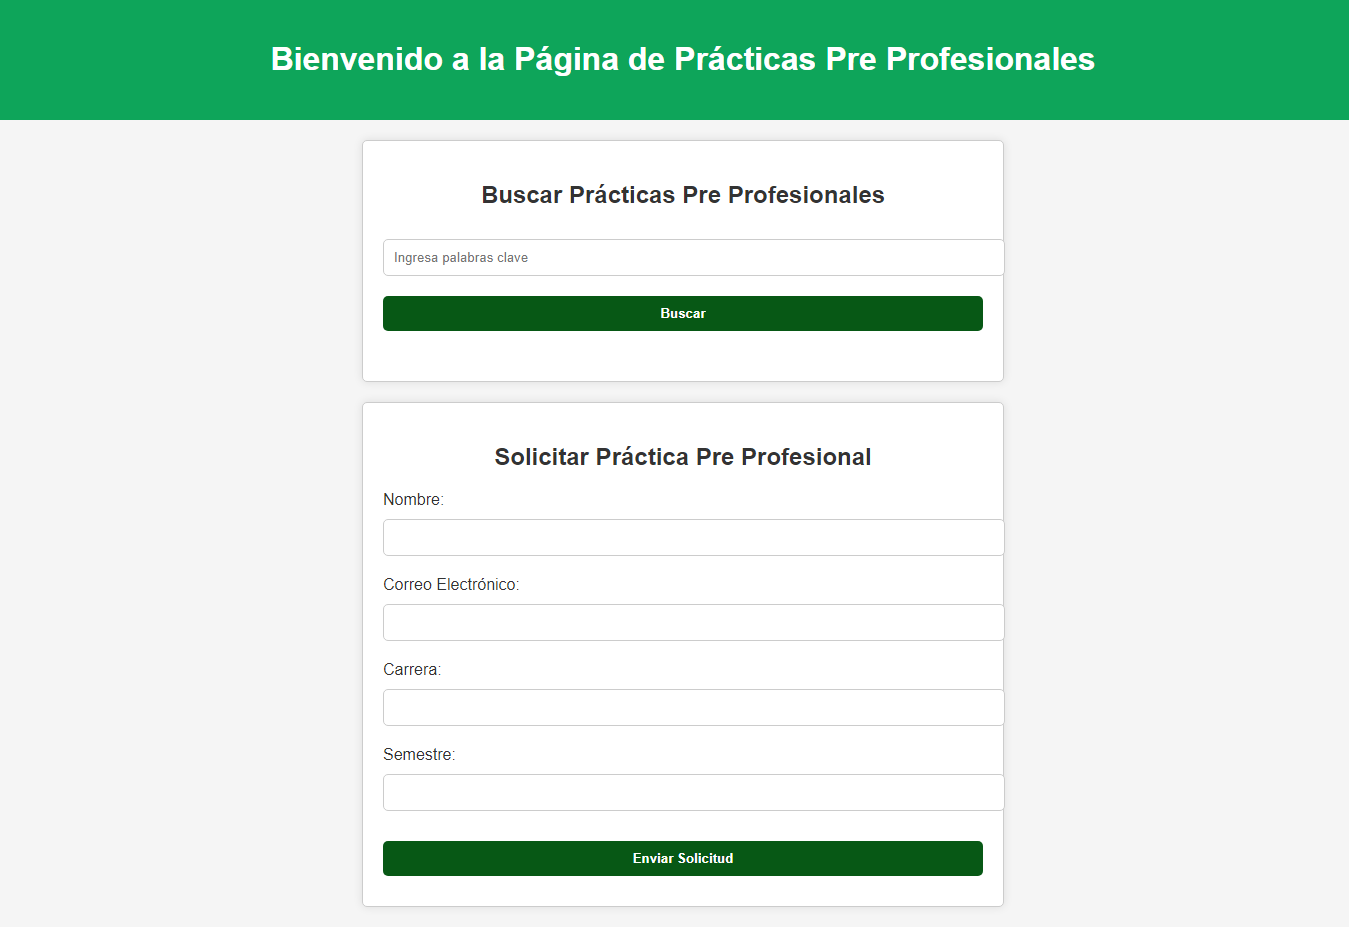 Bienvenido a la Página de Prácticas Pre Profesionales
Buscar Prácticas Pre Profesionales
Ingresa palabras clave
Buscar
Solicitar Práctica Pre Profesional
Nombre:
Correo Electrónico:
Carrera:
Semestre:
Enviar Solicitud